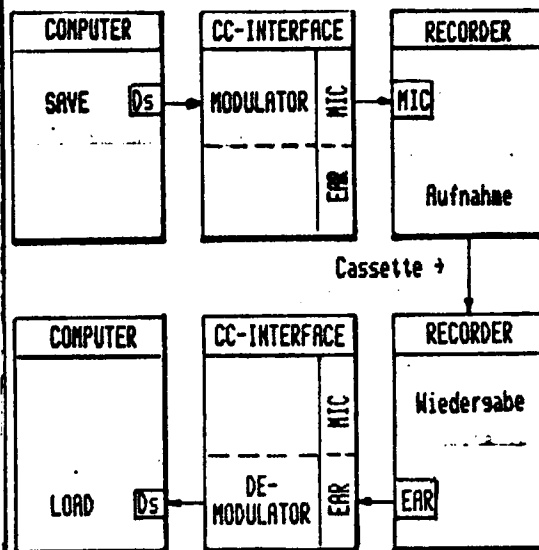 COMPUTER CC-INTERFACE RECORDER
SAVE Ds MODULATOR MIC MIC
EAR
Aufnahme
Cassette →
COMPUTER CC-INTERFACE RECORDER
MIC
Wiedergabe
LOAD Ds DE-
MODULATOR EAR EAR